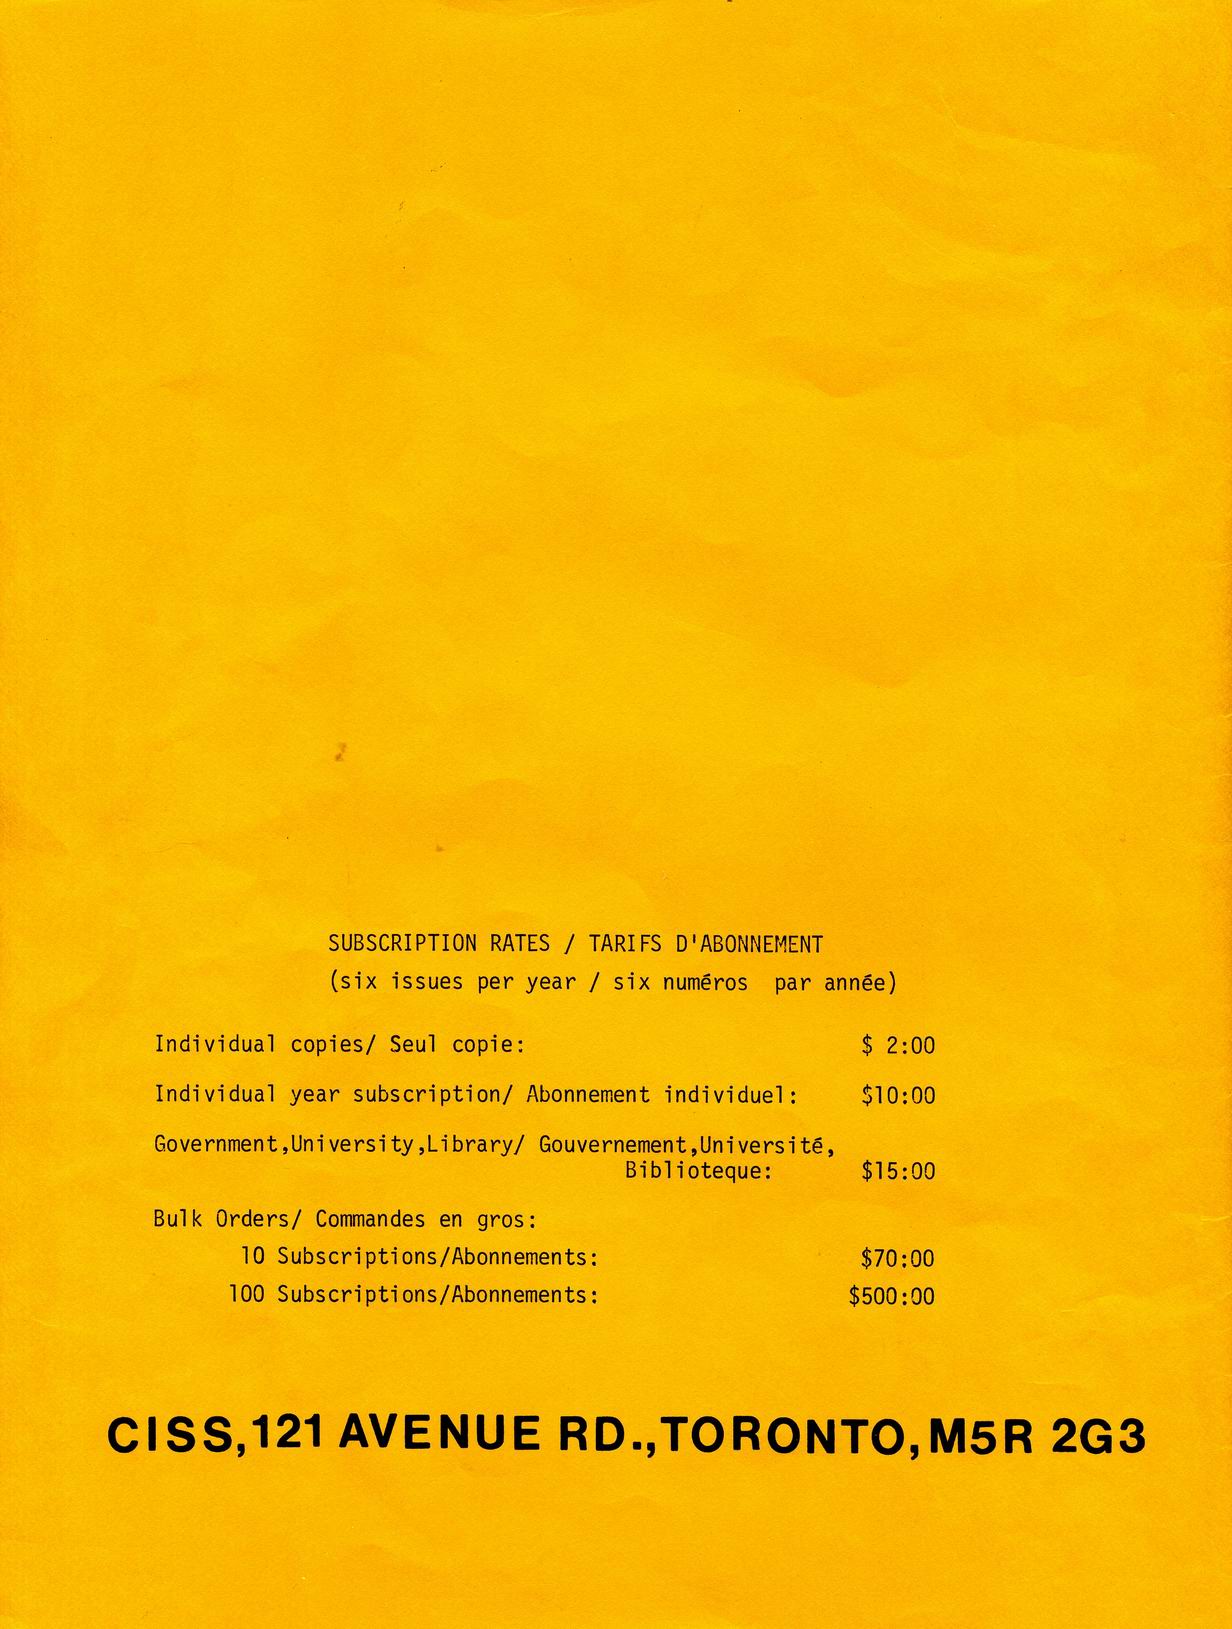 SUBSCRIPTION RATES / TARIFS D'ABONNEMENT
(six issues per year / six numéros par année)
Individual copies/ Seul copie: $ 2:00
Individual year subscription/ Abonnement individuel: $10:00
Government,University,Library/ Gouvernement,Université,
Biblioteque: $15:00
Bulk Orders/ Commandes en gros:
10 Subscriptions/Abonnements: $70:00
100 Subscriptions/Abonnements: $500:00
CISS,121 AVENUE RD.,TORONTO,M5R 2G3